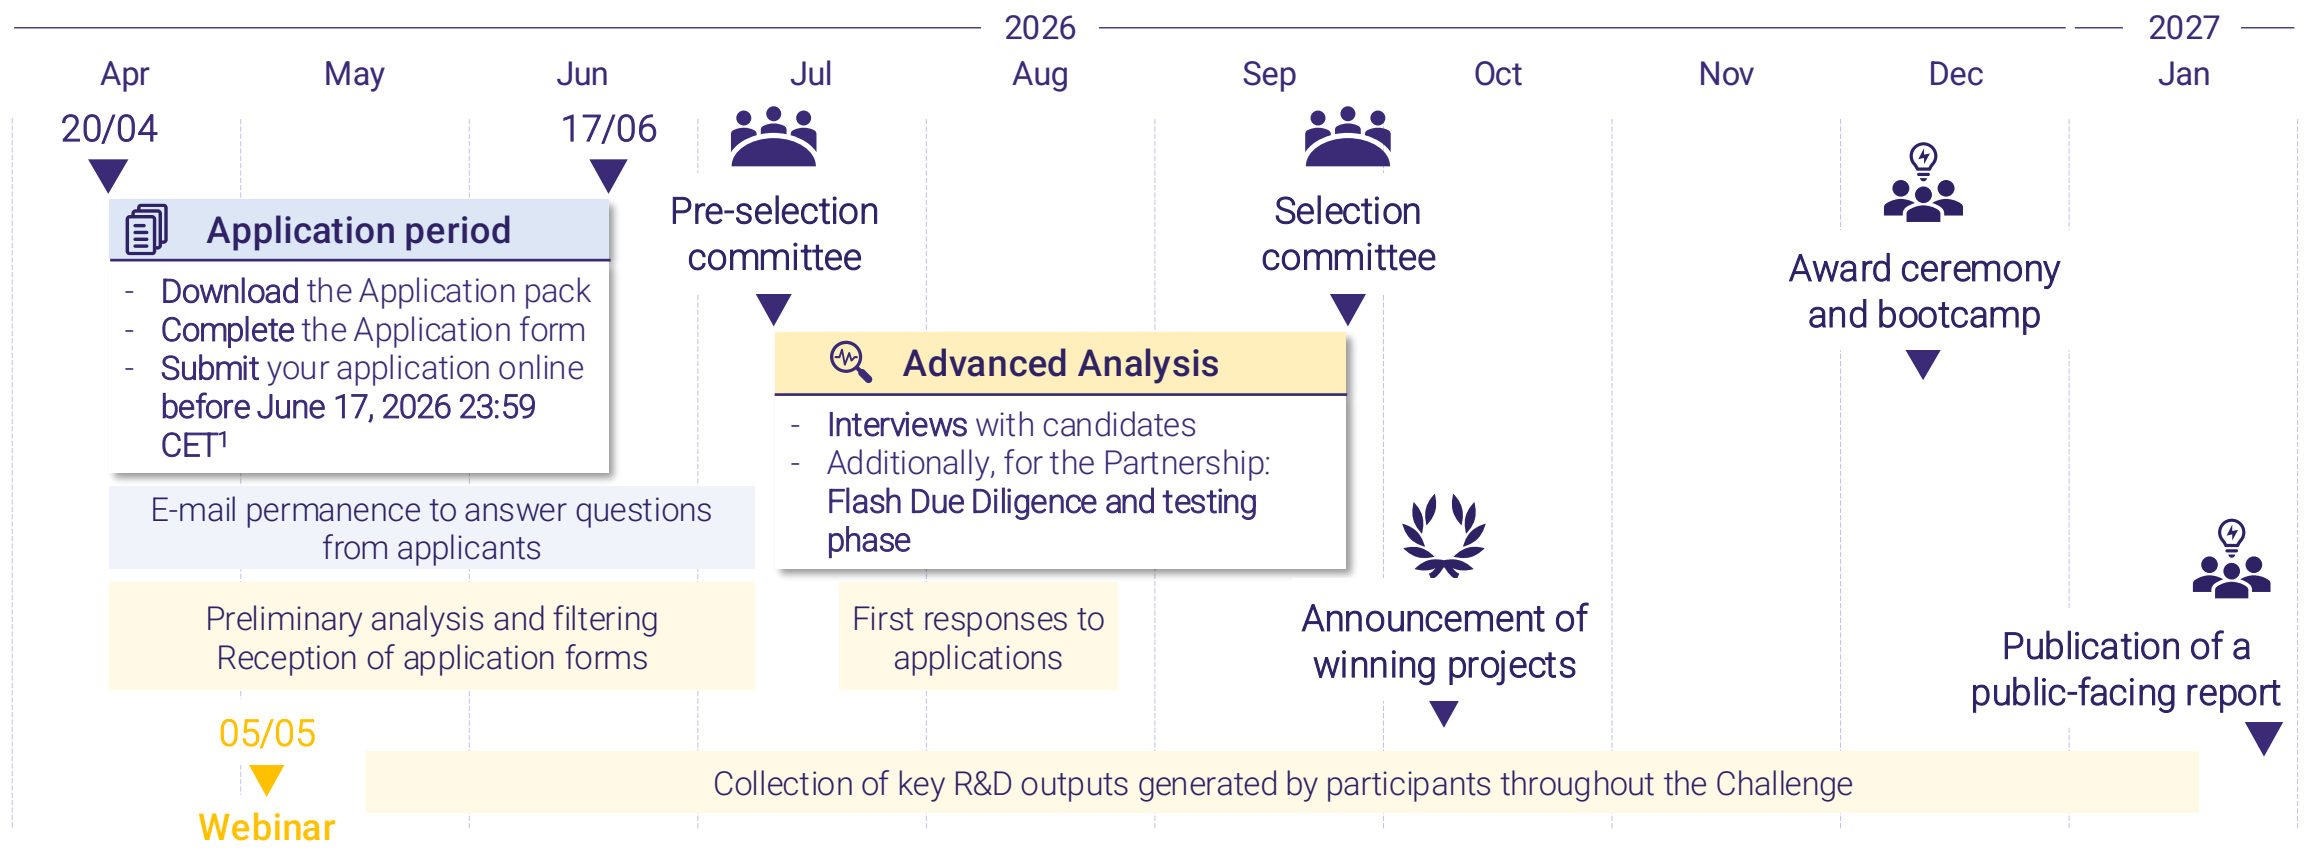 2026
2027
Apr
May
Jun
Jul
Aug
Sep
Oct
Nov
Dec
Jan
20/04
17/06
Application period
- Download the Application pack
- Complete the Application form
- Submit your application online
before June 17, 2026 23:59
CET¹
Pre-selection
committee
Selection
committee
Award ceremony
and bootcamp
Advanced Analysis
- Interviews with candidates
- Additionally, for the Partnership:
Flash Due Diligence and testing
phase
E-mail permanence to answer questions
from applicants
Preliminary analysis and filtering
Reception of application forms
First responses to
applications
Announcement of
winning projects
Publication of a
public-facing report
05/05
Webinar
Collection of key R&D outputs generated by participants throughout the Challenge